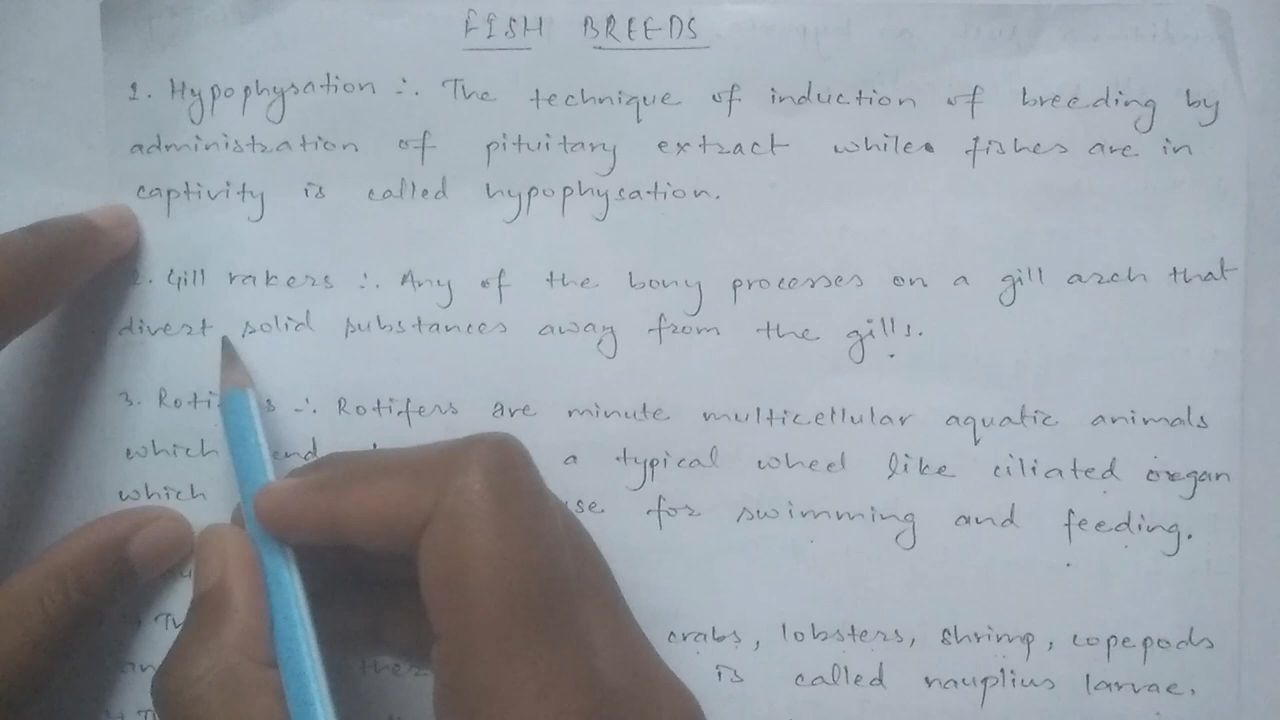 FISH BREEDS
1. Hypophysation :. The technique of induction of breeding by
administration of pituitary extract while fishes are in
captivity is called hypophysation.
2. Gill rakers :. Any of the bony processes on a gill arch that
divert solid substances away from the gills.
3. :. Rotifers are minute multicellular aquatic animals
which a typical wheel like ciliated organ
which for swimming and feeding.
crabs, lobsters, shrimp, copepods
is called nauplius larvae.